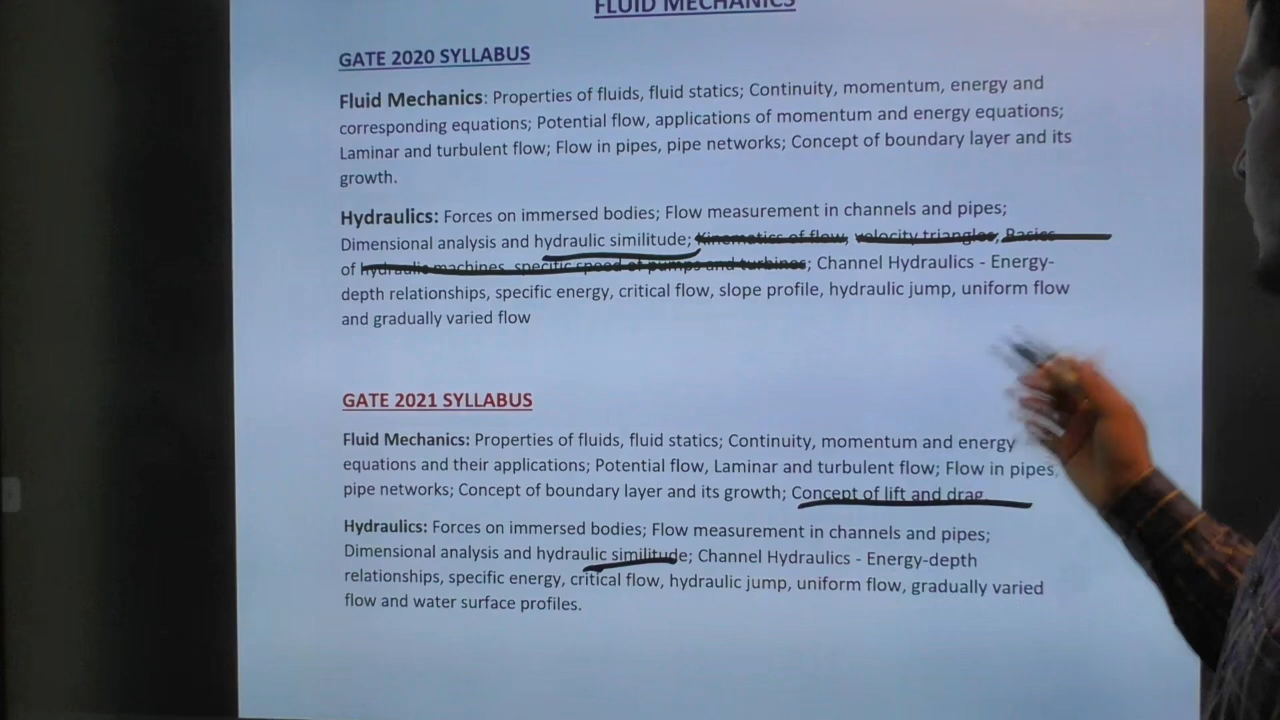 FLUID MECHANICS
GATE 2020 SYLLABUS
Fluid Mechanics: Properties of fluids, fluid statics; Continuity, momentum, energy and
corresponding equations; Potential flow, applications of momentum and energy equations;
Laminar and turbulent flow; Flow in pipes, pipe networks; Concept of boundary layer and its
growth.
Hydraulics: Forces on immersed bodies; Flow measurement in channels and pipes;
Dimensional analysis and hydraulic similitude; Kinematics of flow, velocity triangles, Basics
of hydraulic machines, specific speed of pumps and turbines; Channel Hydraulics - Energy-
depth relationships, specific energy, critical flow, slope profile, hydraulic jump, uniform flow
and gradually varied flow
GATE 2021 SYLLABUS
Fluid Mechanics: Properties of fluids, fluid statics; Continuity, momentum and energy
equations and their applications; Potential flow, Laminar and turbulent flow; Flow in pipes,
pipe networks; Concept of boundary layer and its growth; Concept of lift and drag.
Hydraulics: Forces on immersed bodies; Flow measurement in channels and pipes;
Dimensional analysis and hydraulic similitude; Channel Hydraulics - Energy-depth
relationships, specific energy, critical flow, hydraulic jump, uniform flow, gradually varied
flow and water surface profiles.